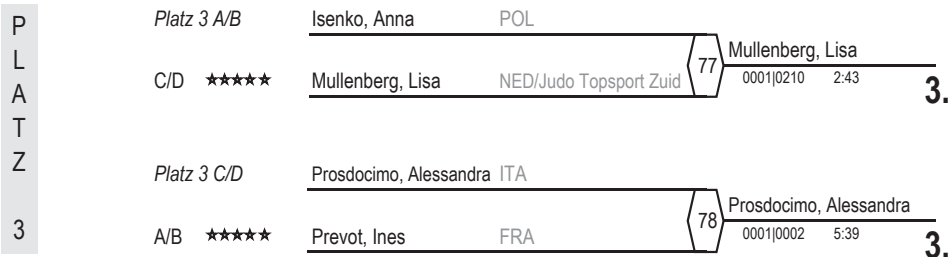 PLATZ 3
Platz 3 A/B Isenko, Anna POL
C/D ★★★★★ Mullenberg, Lisa NED/Judo Topsport Zuid
77
Mullenberg, Lisa
0001|0210 2:43
3.
Platz 3 C/D Prosdocimo, Alessandra ITA
A/B ★★★★★ Prevot, Ines FRA
78
Prosdocimo, Alessandra
0001|0002 5:39
3.